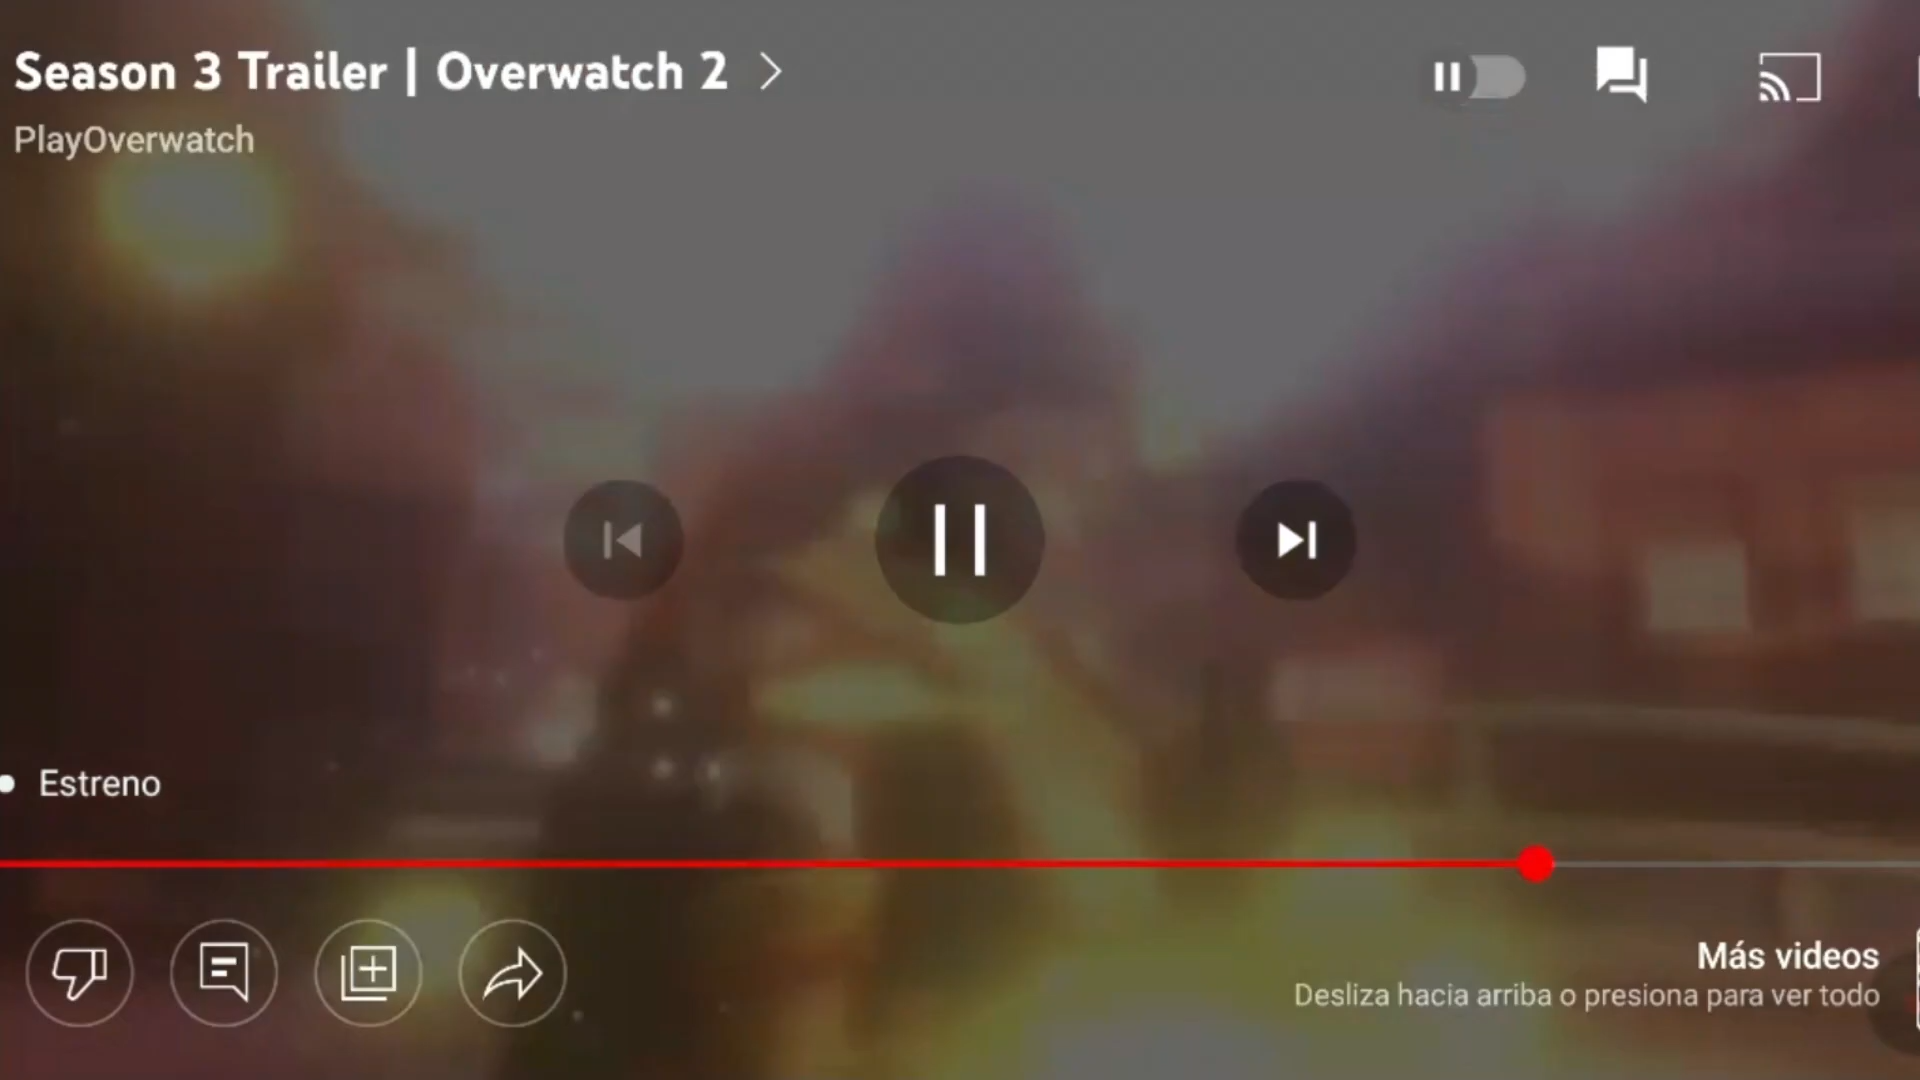 Season 3 Trailer | Overwatch 2
PlayOverwatch
Estreno
Más videos
Desliza hacia arriba o presiona para ver todo